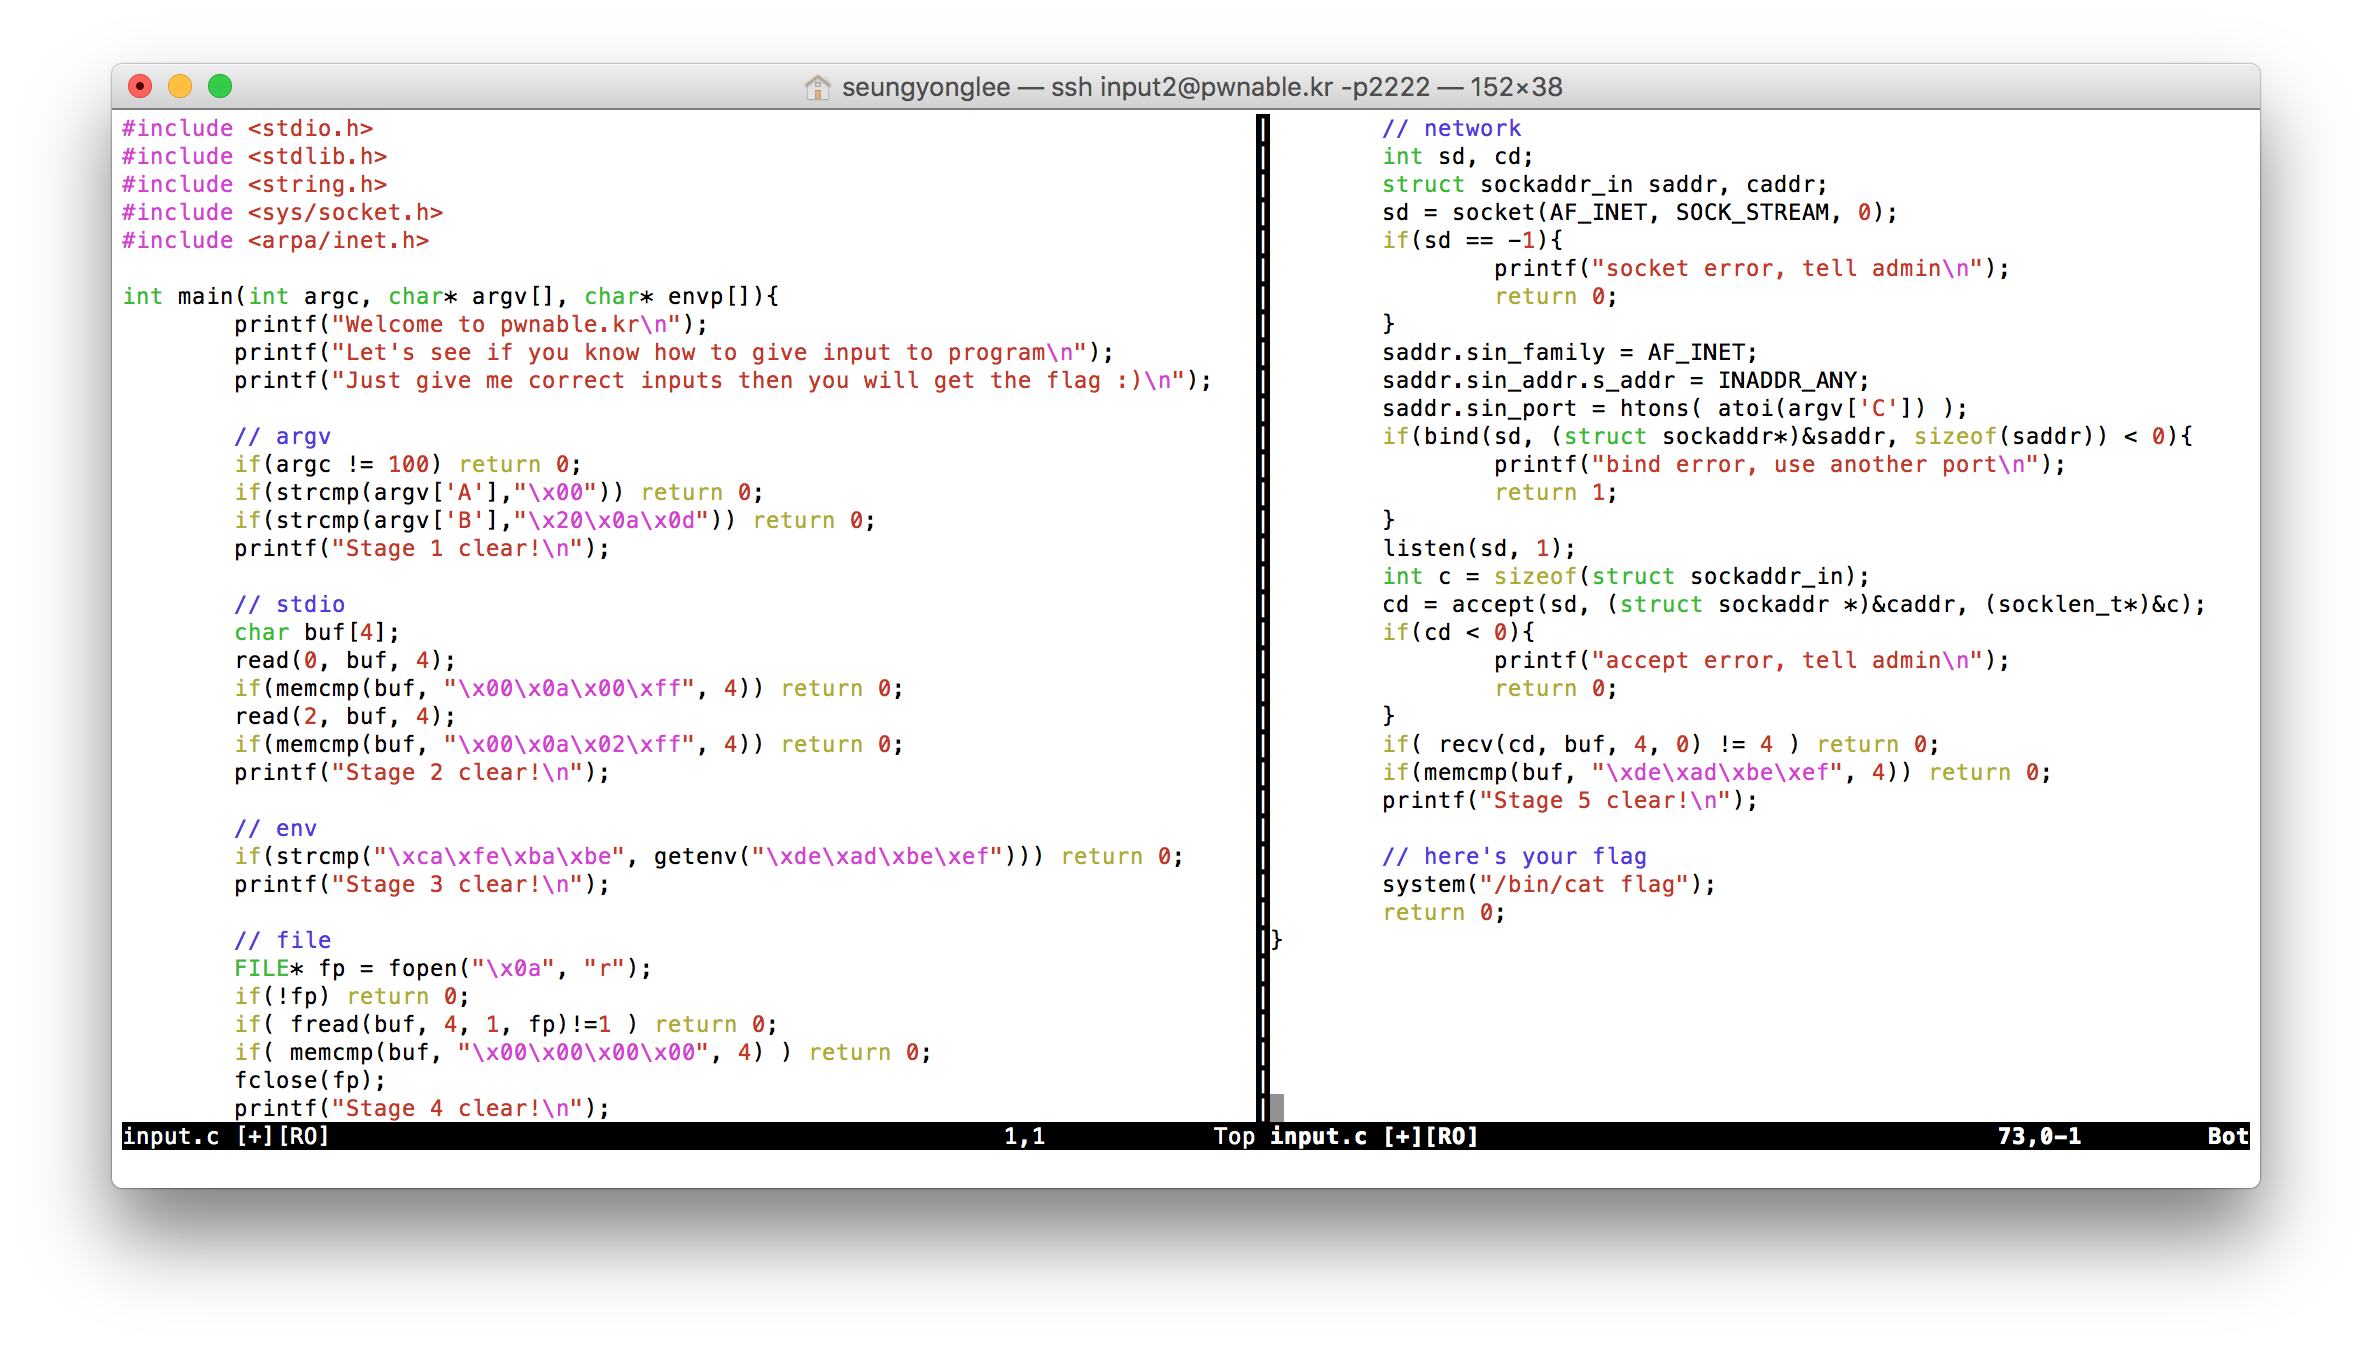 seungyonglee — ssh input2@pwnable.kr -p2222 — 152×38
#include <stdio.h>
#include <stdlib.h>
#include <string.h>
#include <sys/socket.h>
#include <arpa/inet.h>

int main(int argc, char* argv[], char* envp[]){
        printf("Welcome to pwnable.kr\n");
        printf("Let's see if you know how to give input to program\n");
        printf("Just give me correct inputs then you will get the flag :)\n");

        // argv
        if(argc != 100) return 0;
        if(strcmp(argv['A'],"\x00")) return 0;
        if(strcmp(argv['B'],"\x20\x0a\x0d")) return 0;
        printf("Stage 1 clear!\n");

        // stdio
        char buf[4];
        read(0, buf, 4);
        if(memcmp(buf, "\x00\x0a\x00\xff", 4)) return 0;
        read(2, buf, 4);
        if(memcmp(buf, "\x00\x0a\x02\xff", 4)) return 0;
        printf("Stage 2 clear!\n");

        // env
        if(strcmp("\xca\xfe\xba\xbe", getenv("\xde\xad\xbe\xef"))) return 0;
        printf("Stage 3 clear!\n");

        // file
        FILE* fp = fopen("\x0a", "r");
        if(!fp) return 0;
        if( fread(buf, 4, 1, fp)!=1 ) return 0;
        if( memcmp(buf, "\x00\x00\x00\x00", 4) ) return 0;
        fclose(fp);
        printf("Stage 4 clear!\n");
input.c [+][RO] 1,1 Top
        // network
        int sd, cd;
        struct sockaddr_in saddr, caddr;
        sd = socket(AF_INET, SOCK_STREAM, 0);
        if(sd == -1){
                printf("socket error, tell admin\n");
                return 0;
        }
        saddr.sin_family = AF_INET;
        saddr.sin_addr.s_addr = INADDR_ANY;
        saddr.sin_port = htons( atoi(argv['C']) );
        if(bind(sd, (struct sockaddr*)&saddr, sizeof(saddr)) < 0){
                printf("bind error, use another port\n");
                return 1;
        }
        listen(sd, 1);
        int c = sizeof(struct sockaddr_in);
        cd = accept(sd, (struct sockaddr *)&caddr, (socklen_t*)&c);
        if(cd < 0){
                printf("accept error, tell admin\n");
                return 0;
        }
        if( recv(cd, buf, 4, 0) != 4 ) return 0;
        if(memcmp(buf, "\xde\xad\xbe\xef", 4)) return 0;
        printf("Stage 5 clear!\n");

        // here's your flag
        system("/bin/cat flag");
        return 0;
}
input.c [+][RO] 73,0-1 Bot